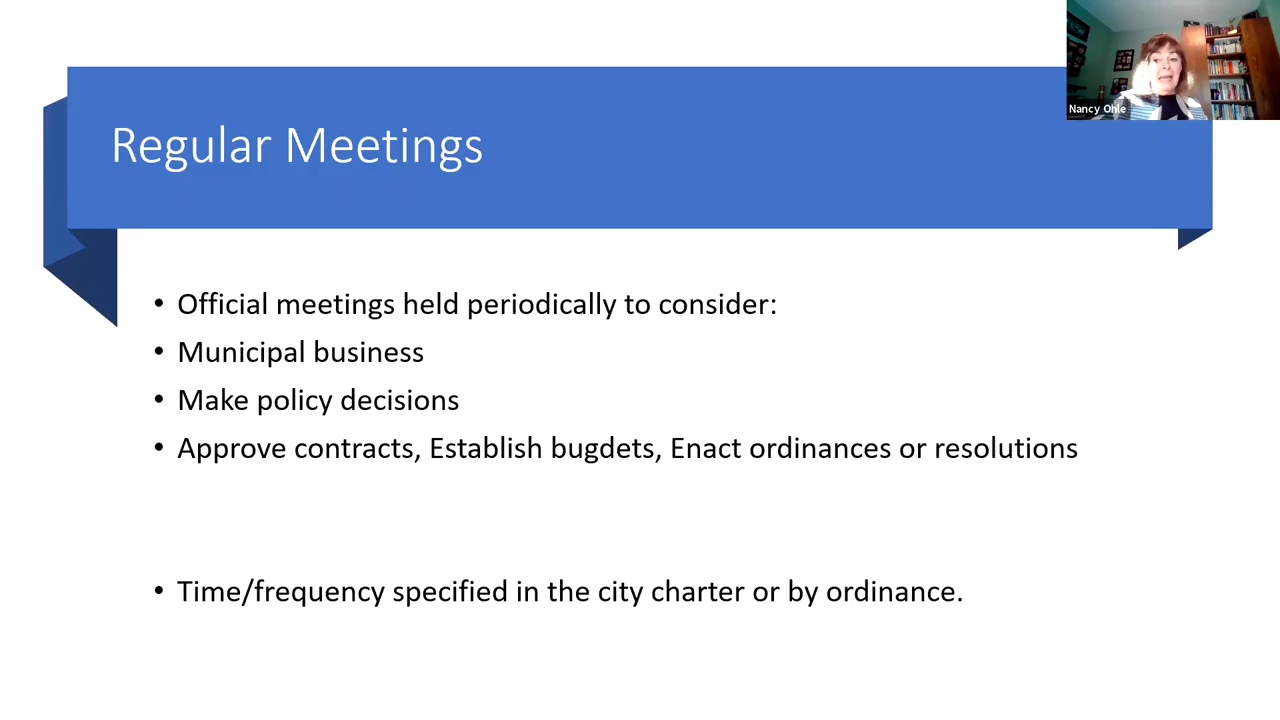 Nancy Ohle
Regular Meetings
• Official meetings held periodically to consider:
• Municipal business
• Make policy decisions
• Approve contracts, Establish bugdets, Enact ordinances or resolutions
• Time/frequency specified in the city charter or by ordinance.